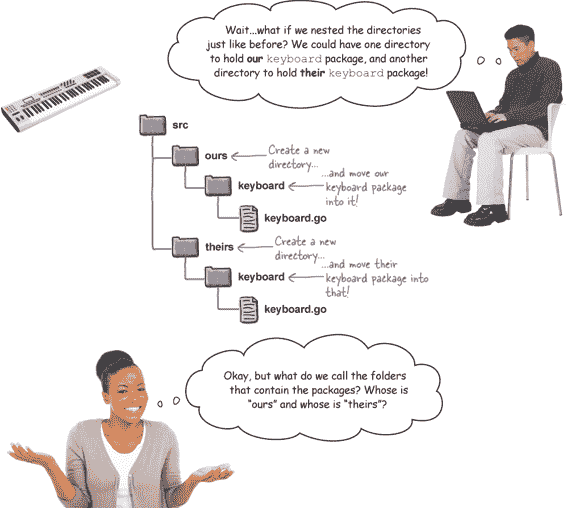 Wait...what if we nested the directories
just like before? We could have one directory
to hold our keyboard package, and another
directory to hold their keyboard package!
src
ours
Create a new
directory...
keyboard
...and move our
keyboard package
into it!
keyboard.go
theirs
Create a new
directory...
keyboard
...and move their
keyboard package into
that!
keyboard.go
Okay, but what do we call the folders
that contain the packages? Whose is
“ours” and whose is “theirs”?